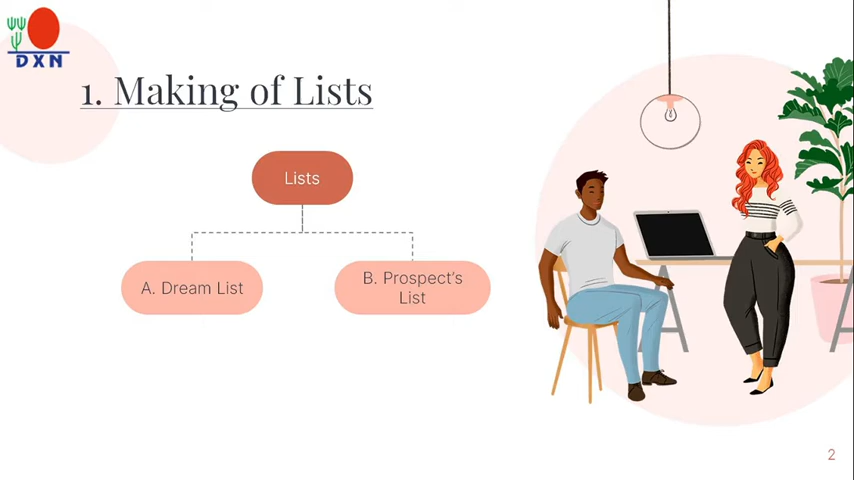 DXN
1. Making of Lists
Lists
A. Dream List
B. Prospect's
List
2